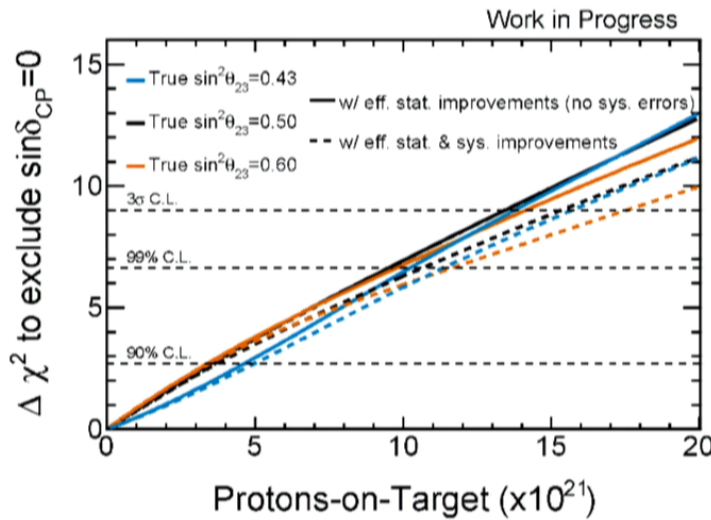 Work in Progress
Δ χ² to exclude sinδCP=0
15
10
5
0
True sin²θ₂₃=0.43
True sin²θ₂₃=0.50
True sin²θ₂₃=0.60
w/ eff. stat. improvements (no sys. errors)
w/ eff. stat. & sys. improvements
3σ C.L.
99% C.L.
90% C.L.
0 5 10 15 20
Protons-on-Target (x10²¹)